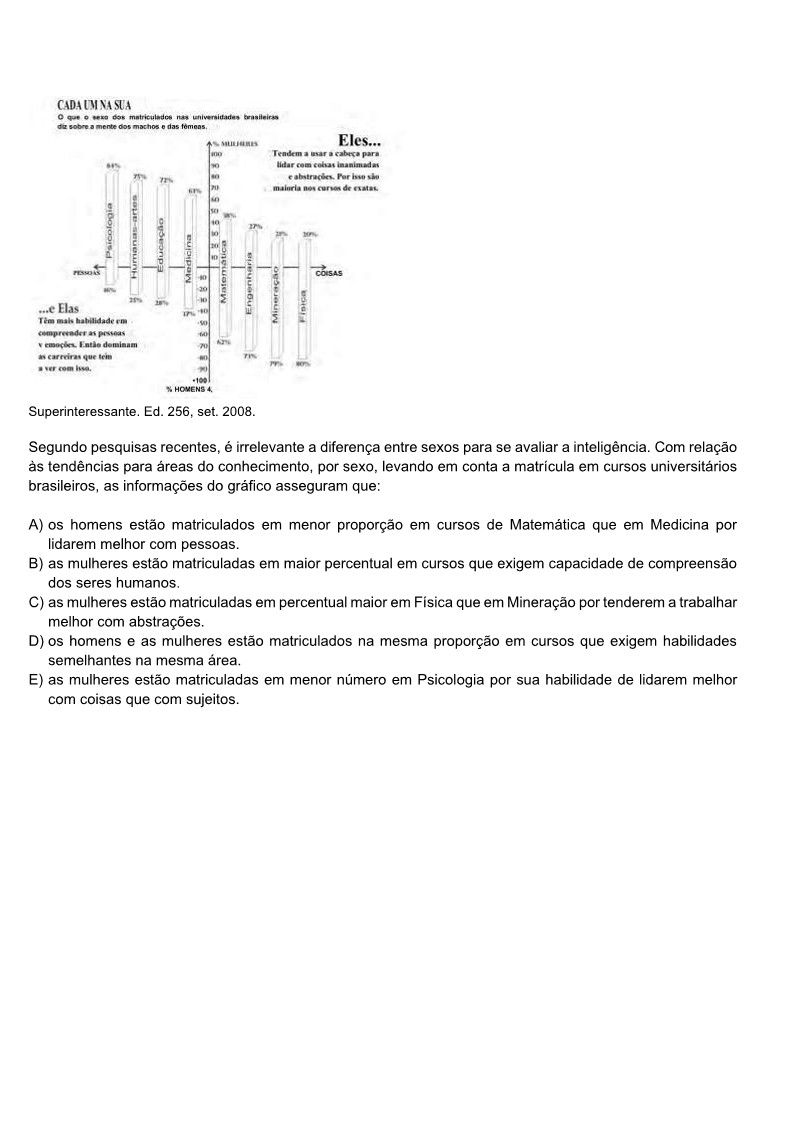 CADA UM NA SUA
O que o sexo dos matriculados nas universidades brasileiras
diz sobre a mente dos machos e das fêmeas.
% MULHERES
Eles...
Tendem a usar a cabeça para
lidar com coisas inanimadas
e abstrações. Por isso são
maioria nos cursos de exatas.
100
90
80
70
60
50
40
30
20
10
84%
75%
72%
63%
38%
27%
21%
20%
Psicologia
Humanas-artes
Educação
Medicina
Matemática
Engenharia
Mineração
Física
PESSOAS
COISAS
-10
-20
-30
-40
-50
-60
-70
-80
-90
-100
25%
28%
62%
73%
79%
80%
...e Elas
Têm mais habilidade em
compreender as pessoas
e emoções. Então dominam
as carreiras que tem
a ver com isso.
% HOMENS 4,
Superinteressante. Ed. 256, set. 2008.
Segundo pesquisas recentes, é irrelevante a diferença entre sexos para se avaliar a inteligência. Com relação
às tendências para áreas do conhecimento, por sexo, levando em conta a matrícula em cursos universitários
brasileiros, as informações do gráfico asseguram que:
A) os homens estão matriculados em menor proporção em cursos de Matemática que em Medicina por
lidarem melhor com pessoas.
B) as mulheres estão matriculadas em maior percentual em cursos que exigem capacidade de compreensão
dos seres humanos.
C) as mulheres estão matriculadas em percentual maior em Física que em Mineração por tenderem a trabalhar
melhor com abstrações.
D) os homens e as mulheres estão matriculados na mesma proporção em cursos que exigem habilidades
semelhantes na mesma área.
E) as mulheres estão matriculadas em menor número em Psicologia por sua habilidade de lidarem melhor
com coisas que com sujeitos.